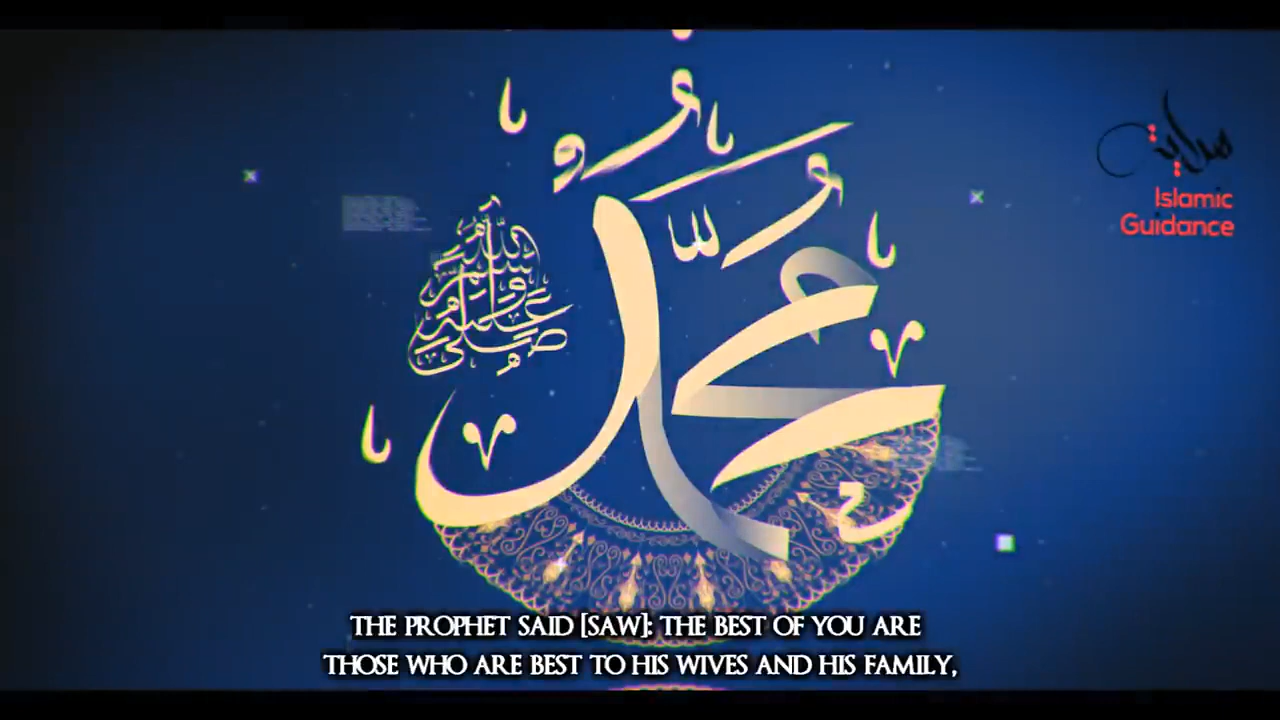 محمد
صلى الله عليه وسلم
هداية
Islamic
Guidance
THE PROPHET SAID [SAW]: THE BEST OF YOU ARE
THOSE WHO ARE BEST TO HIS WIVES AND HIS FAMILY,